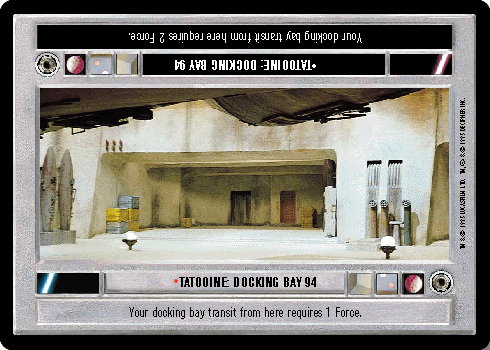 Your docking bay transit from here requires 2 Force.
•TATOOINE: DOCKING BAY 94
•TATOOINE: DOCKING BAY 94
Your docking bay transit from here requires 1 Force.